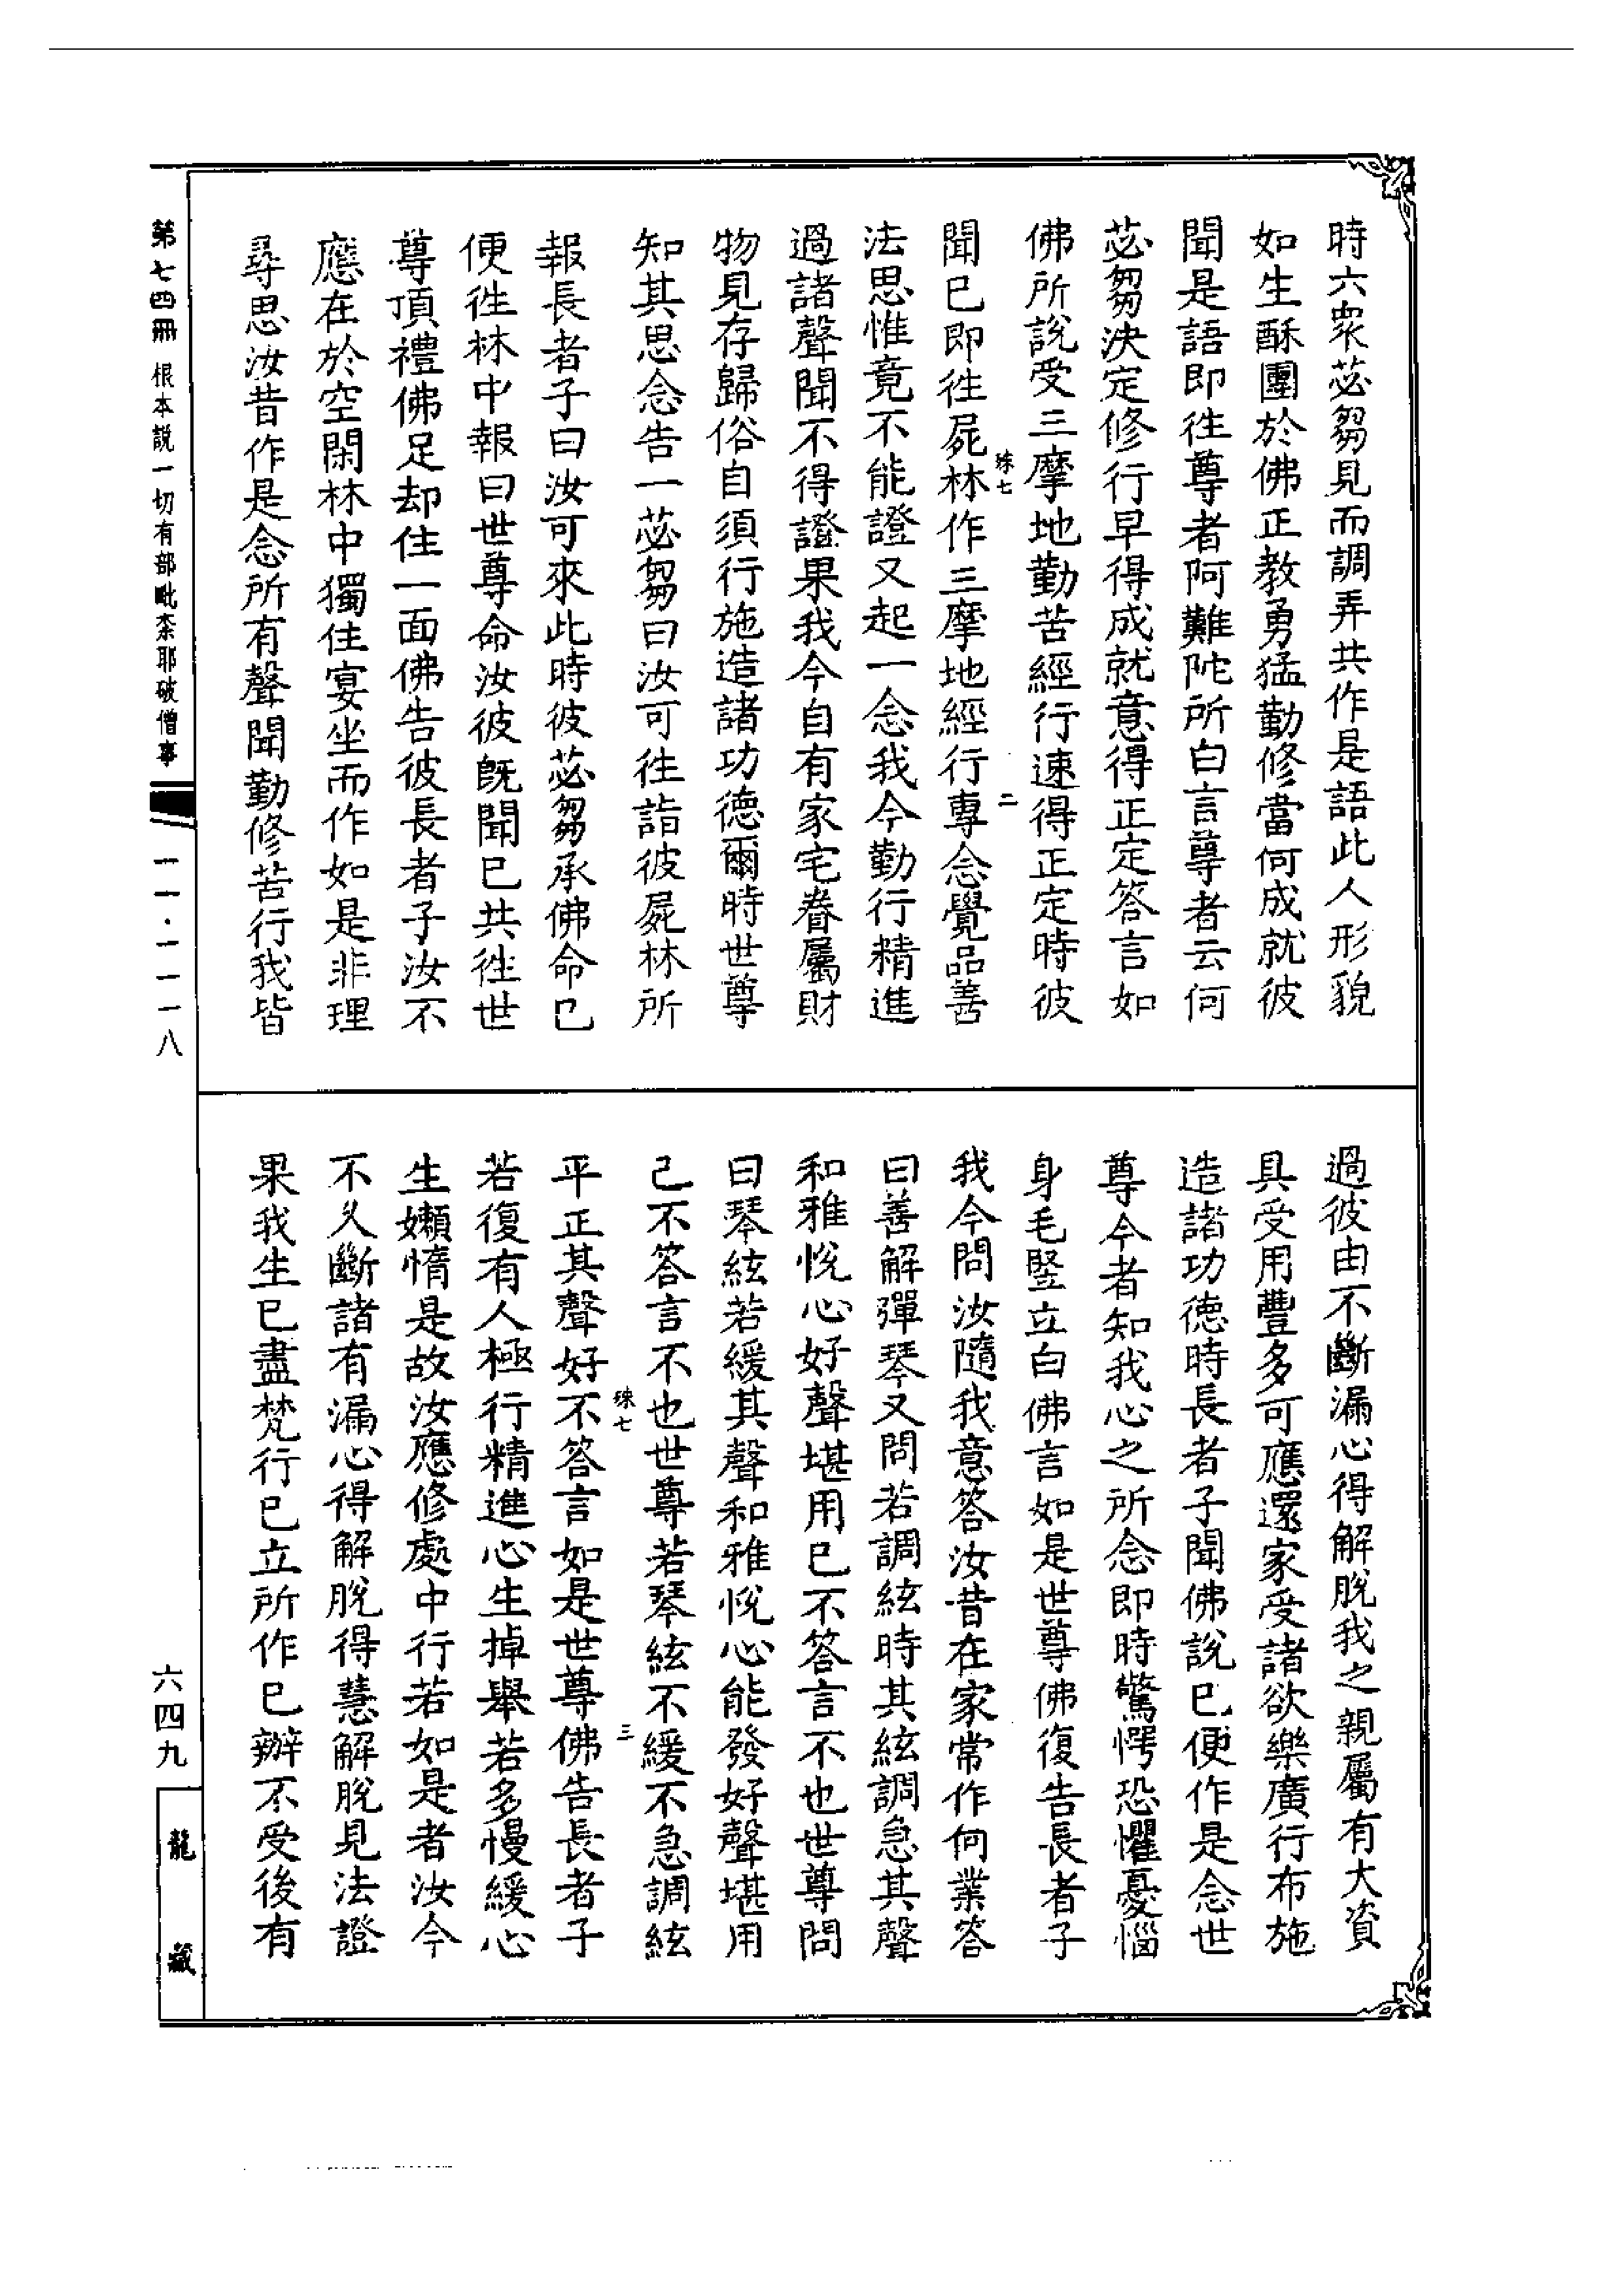 時六衆苾芻見而調弄共作是語此人形貌
如生酥團於佛正教勇猛勤修當何成就彼
聞是語即徃尊者阿難陀所白言尊者云何
苾芻決定修行早得成就意得正定答言如
佛所說受三摩地勤苦經行速得正定時彼
殊七 二
聞已即徃屍林作三摩地經行專念覺品善
法思惟竟不能證又起一念我今勤行精進
過諸聲聞不得證果我今自有家宅眷屬財
物見存歸俗自須行施造諸功德爾時世尊
知其思念告一苾芻曰汝可徃詣彼屍林所
報長者子曰汝可來此時彼苾芻承佛命已
便徃林中報曰世尊命汝彼既聞已共徃世
尊頂禮佛足却住一面佛告彼長者子汝不
應在於空閑林中獨住宴坐而作如是非理
尋思汝昔作是念所有聲聞勤修苦行我皆
過彼由不斷漏心得解脫我之親屬有大資
具受用豐多可應還家受諸欲樂廣行布施
造諸功德時長者子聞佛說已便作是念世
尊今者知我心之所念即時驚愕恐懼憂惱
身毛竪立白佛言如是世尊佛復告長者子
我今問汝隨我意答汝昔在家常作何業答
曰善解彈琴又問若調絃時其絃調急其聲
和雅悅心好聲堪用已不答言不也世尊問
曰琴絃若緩其聲和雅悅心能發好聲堪用
已不答言不也世尊若琴絃不緩不急調絃
殊七 三
平正其聲好不答言如是世尊佛告長者子
若復有人極行精進心生掉舉若多慢緩心
生嬾惰是故汝應修處中行若如是者汝今
不久斷諸有漏心得解脫得慧解脫見法證
果我生已盡梵行已立所作已辦不受後有
第七四冊 根本說一切有部毗柰耶破僧事
一一·一一一八
六四九
龍藏